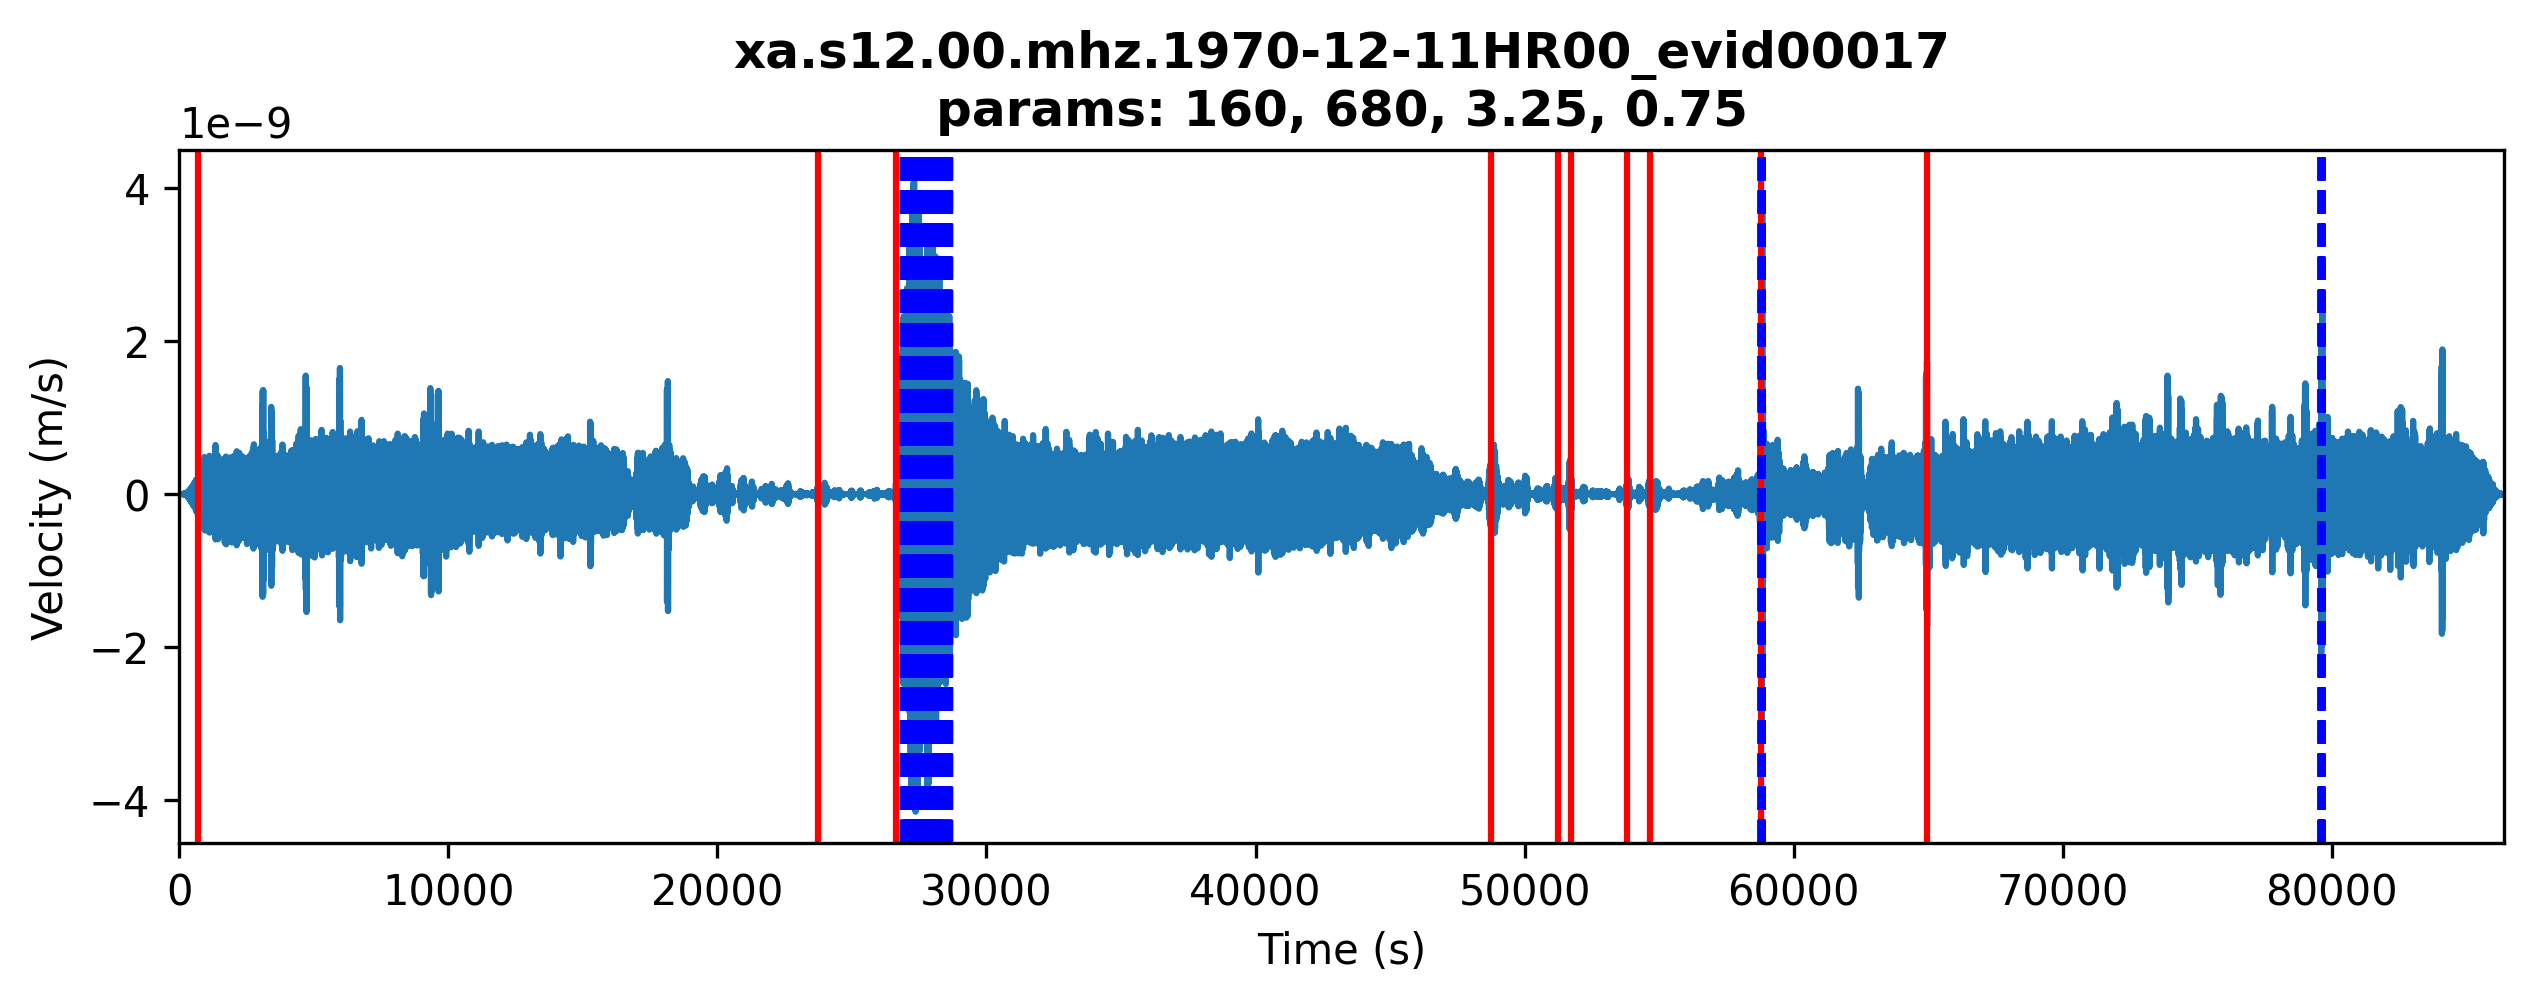 xa.s12.00.mhz.1970-12-11HR00_evid00017
params: 160, 680, 3.25, 0.75
1e−9
4
2
0
−2
−4
Velocity (m/s)
0 10000 20000 30000 40000 50000 60000 70000 80000
Time (s)